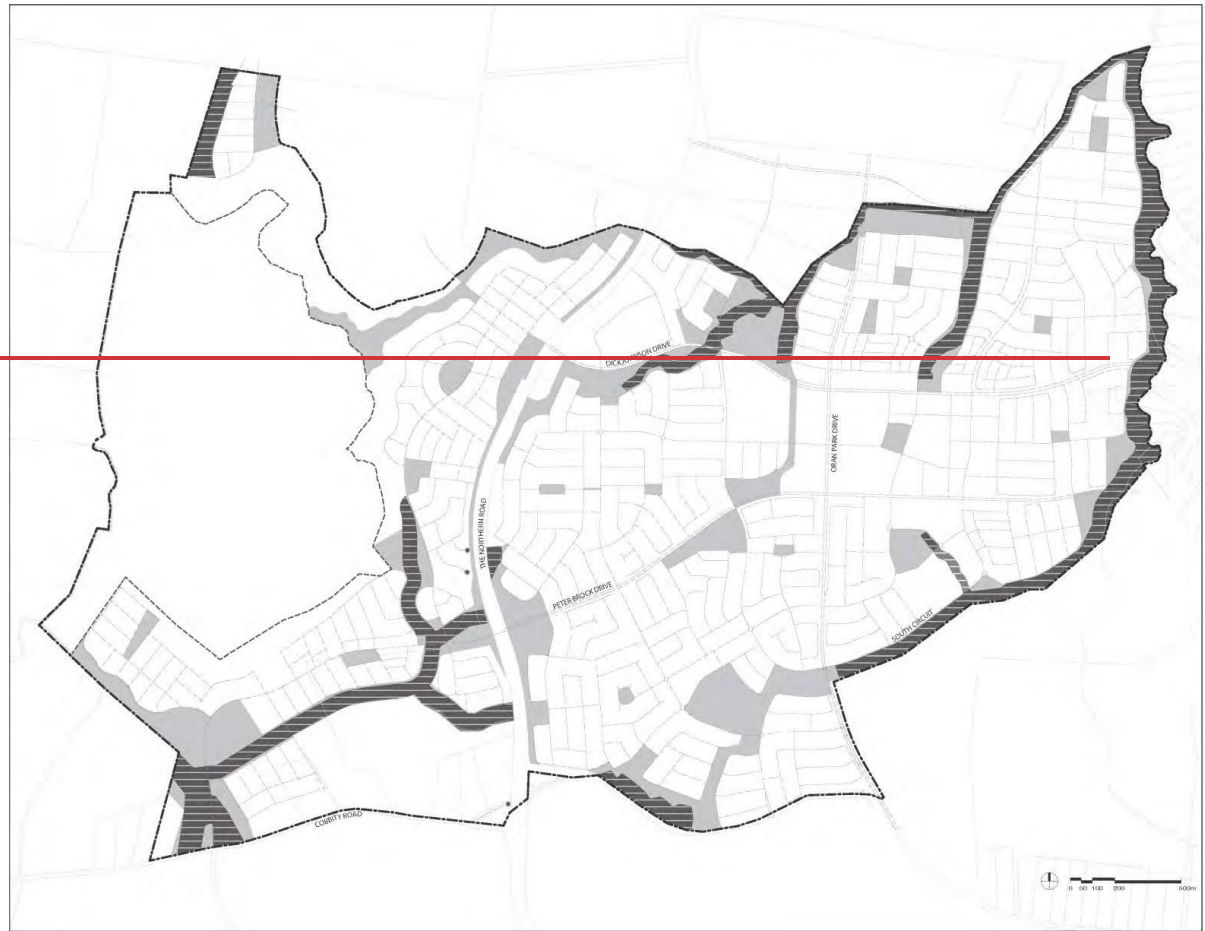 DICK JOHNSON DRIVE
ORAN PARK DRIVE
THE NORTHERN ROAD
PETER BROCK DRIVE
SOUTH CIRCUIT
COBBITY ROAD
0 50 100 200 500m